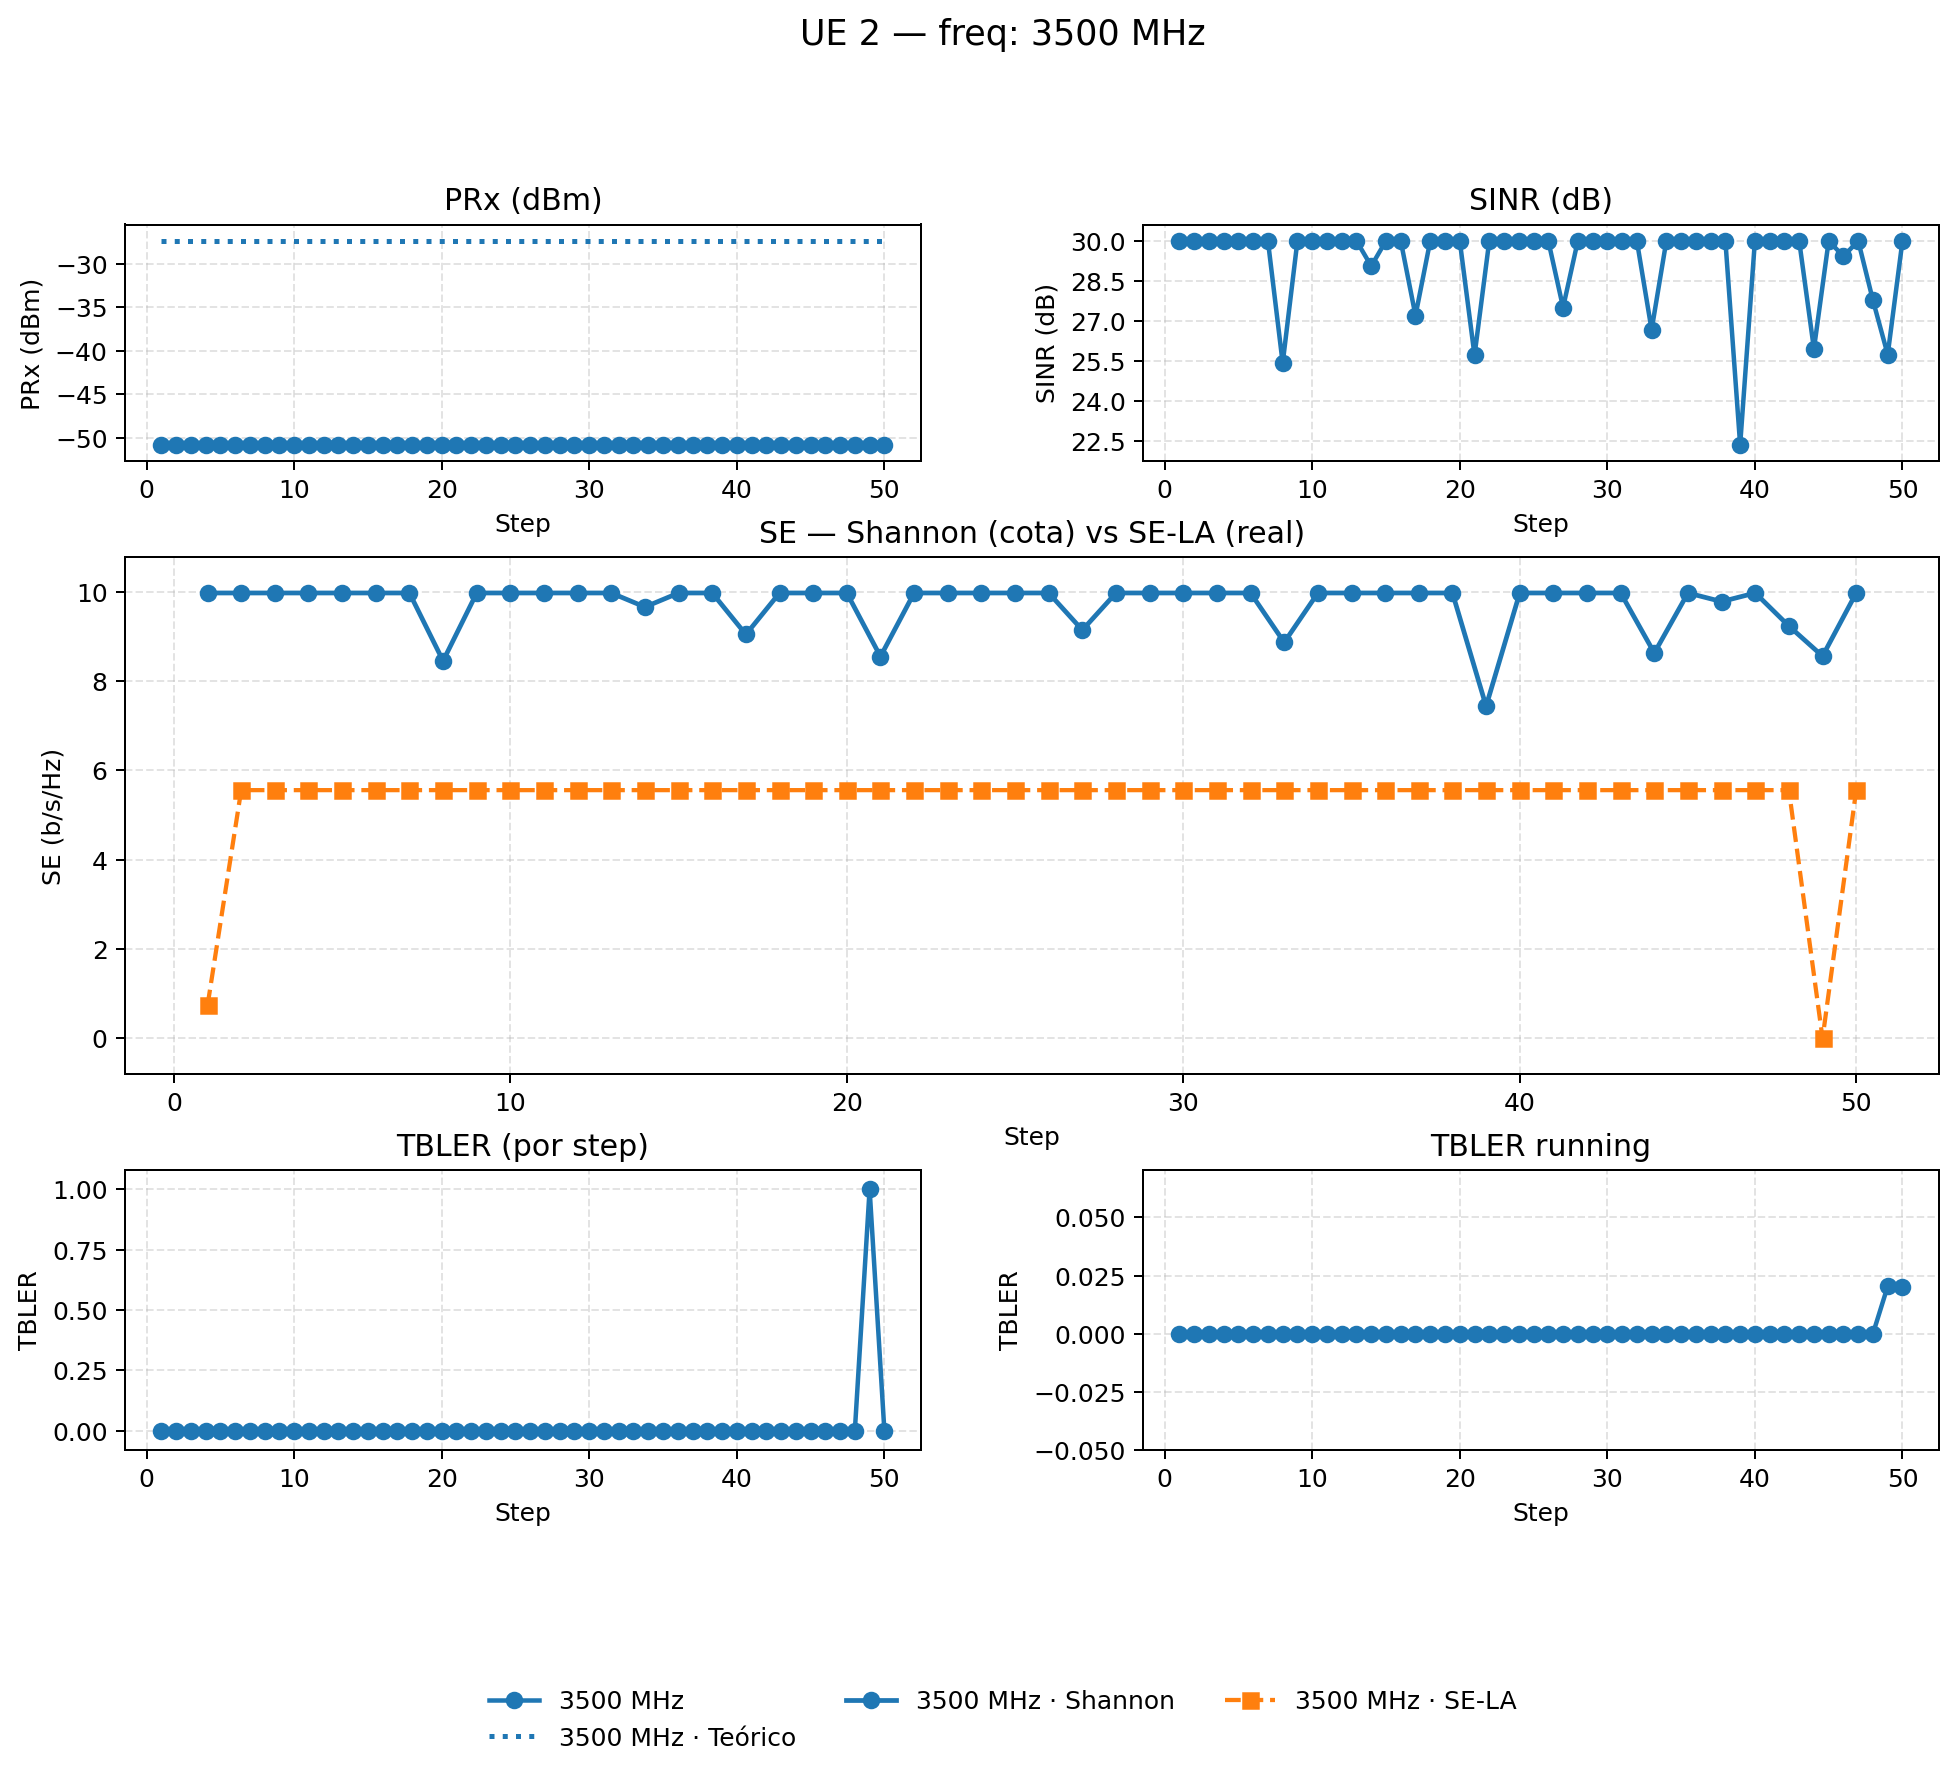 UE 2 — freq: 3500 MHz
PRx (dBm)
PRx (dBm)
−30
−35
−40
−45
−50
0 10 20 30 40 50
Step
SINR (dB)
SINR (dB)
30.0
28.5
27.0
25.5
24.0
22.5
0 10 20 30 40 50
Step
SE — Shannon (cota) vs SE-LA (real)
SE (b/s/Hz)
10
8
6
4
2
0
0 10 20 30 40 50
Step
TBLER (por step)
TBLER
1.00
0.75
0.50
0.25
0.00
0 10 20 30 40 50
Step
TBLER running
TBLER
0.050
0.025
0.000
−0.025
−0.050
0 10 20 30 40 50
Step
3500 MHz
3500 MHz · Teórico
3500 MHz · Shannon
3500 MHz · SE-LA